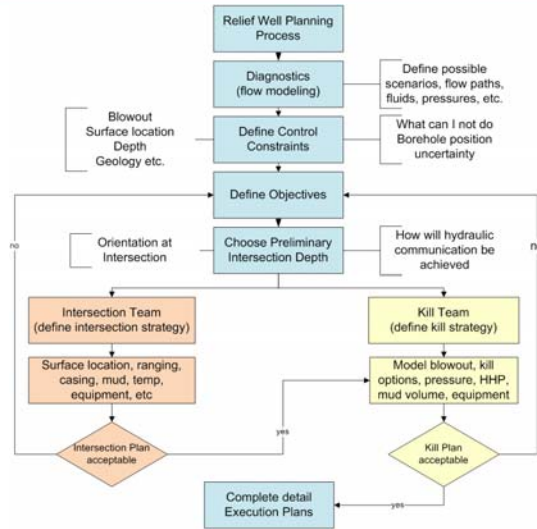 Relief Well Planning
Process
Diagnostics
(flow modeling)
Define possible
scenarios, flow paths,
fluids, pressures, etc.
Blowout
Surface location
Depth
Geology etc.
Define Control
Constraints
What can I not do
Borehole position
uncertainty
Define Objectives
no
n
Orientation at
Intersection
Choose Preliminary
Intersection Depth
How will hydraulic
communication be
achieved
Intersection Team
(define intersection strategy)
Kill Team
(define kill strategy)
Surface location, ranging,
casing, mud, temp,
equipment, etc
Model blowout, kill
options, pressure, HHP,
mud volume, equipment
yes
Intersection Plan
acceptable
Kill Plan
acceptable
Complete detail
Execution Plans
yes